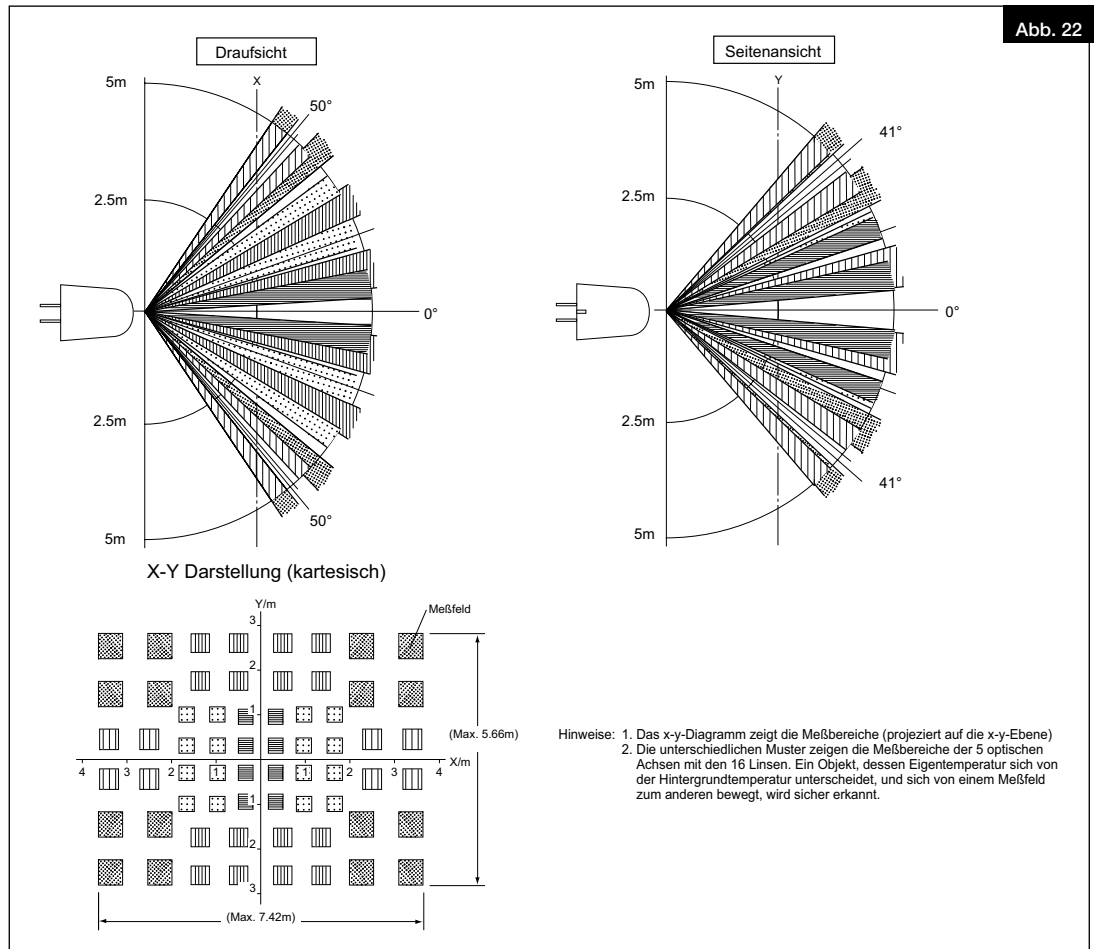 Abb. 22
Draufsicht
X
5m
50°
2.5m
0°
2.5m
50°
5m
Seitenansicht
Y
5m
41°
2.5m
0°
2.5m
41°
5m
X-Y Darstellung (kartesisch)
Y/m
Meßfeld
3
2
1
(Max. 5.66m)
4 3 2 1 1 2 3 4
X/m
1
2
3
(Max. 7.42m)
Hinweise: 1. Das x-y-Diagramm zeigt die Meßbereiche (projeziert auf die x-y-Ebene)
2. Die unterschiedlichen Muster zeigen die Meßbereiche der 5 optischen
Achsen mit den 16 Linsen. Ein Objekt, dessen Eigentemperatur sich von
der Hintergrundtemperatur unterscheidet, und sich von einem Meßfeld
zum anderen bewegt, wird sicher erkannt.